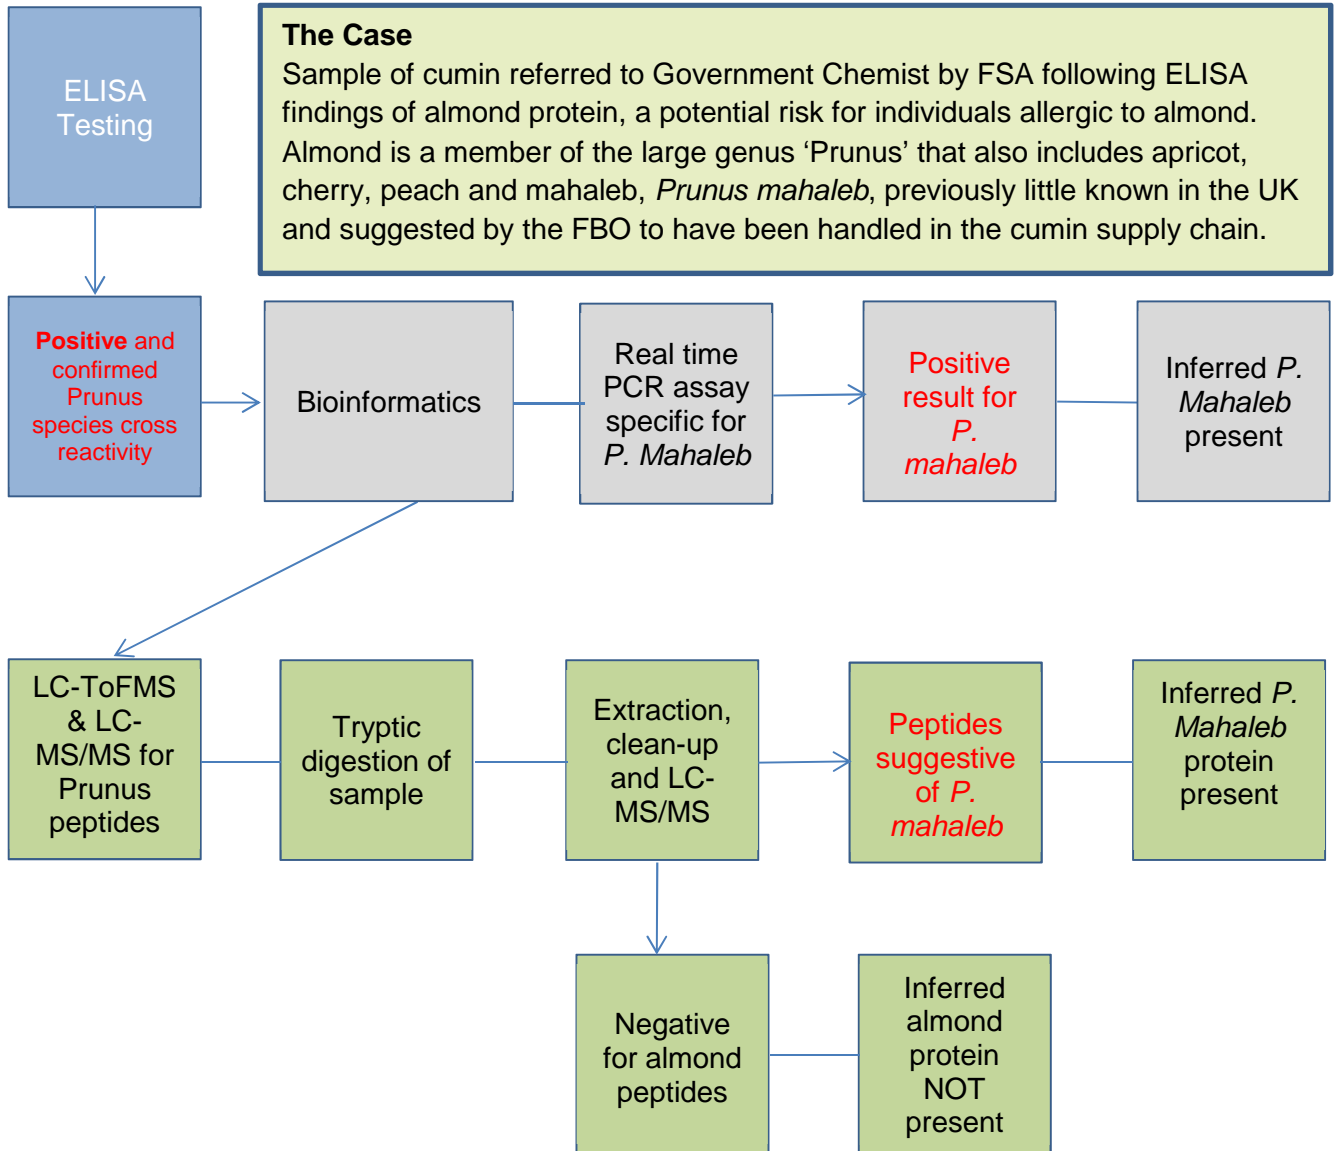 ELISA
Testing
The Case
Sample of cumin referred to Government Chemist by FSA following ELISA
findings of almond protein, a potential risk for individuals allergic to almond.
Almond is a member of the large genus ‘Prunus’ that also includes apricot,
cherry, peach and mahaleb, Prunus mahaleb, previously little known in the UK
and suggested by the FBO to have been handled in the cumin supply chain.
Positive and
confirmed
Prunus
species cross
reactivity
Bioinformatics
Real time
PCR assay
specific for
P. Mahaleb
Positive
result for
P.
mahaleb
Inferred P.
Mahaleb
present
LC-ToFMS
& LC-
MS/MS for
Prunus
peptides
Tryptic
digestion of
sample
Extraction,
clean-up
and LC-
MS/MS
Peptides
suggestive
of P.
mahaleb
Inferred P.
Mahaleb
protein
present
Negative
for almond
peptides
Inferred
almond
protein
NOT
present